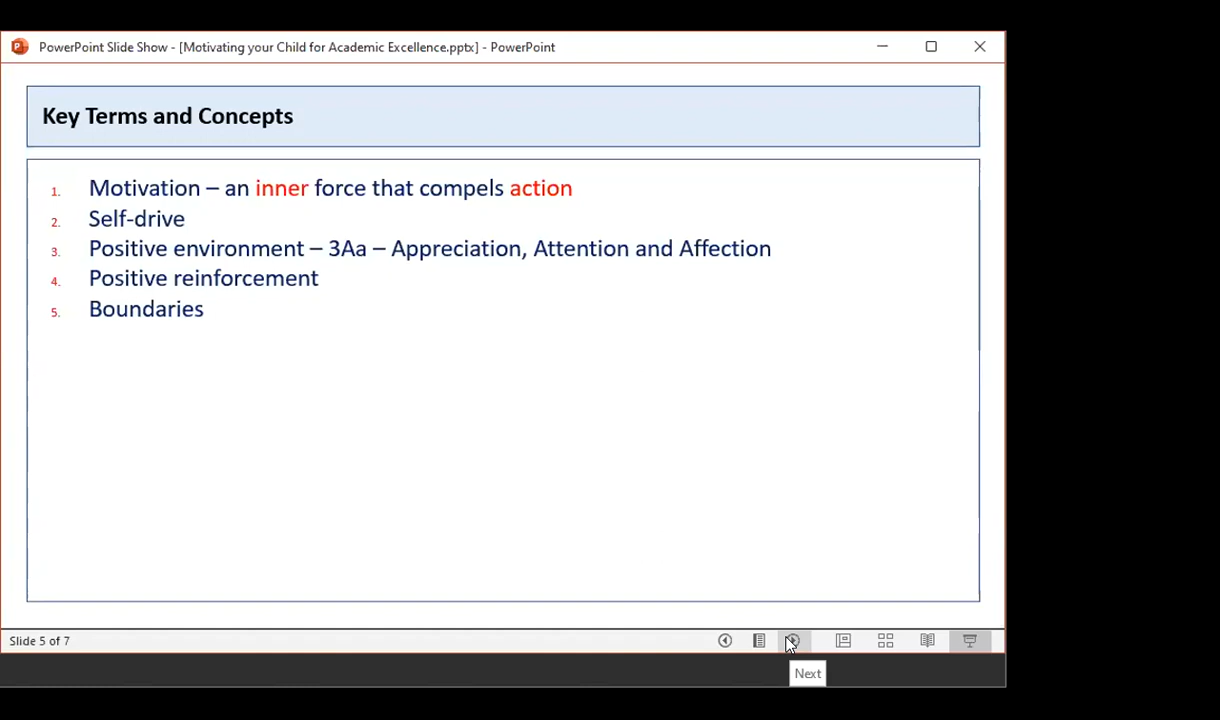 PowerPoint Slide Show - [Motivating your Child for Academic Excellence.pptx] - PowerPoint
Key Terms and Concepts
1. Motivation – an inner force that compels action
2. Self-drive
3. Positive environment – 3Aa – Appreciation, Attention and Affection
4. Positive reinforcement
5. Boundaries
Slide 5 of 7
Next